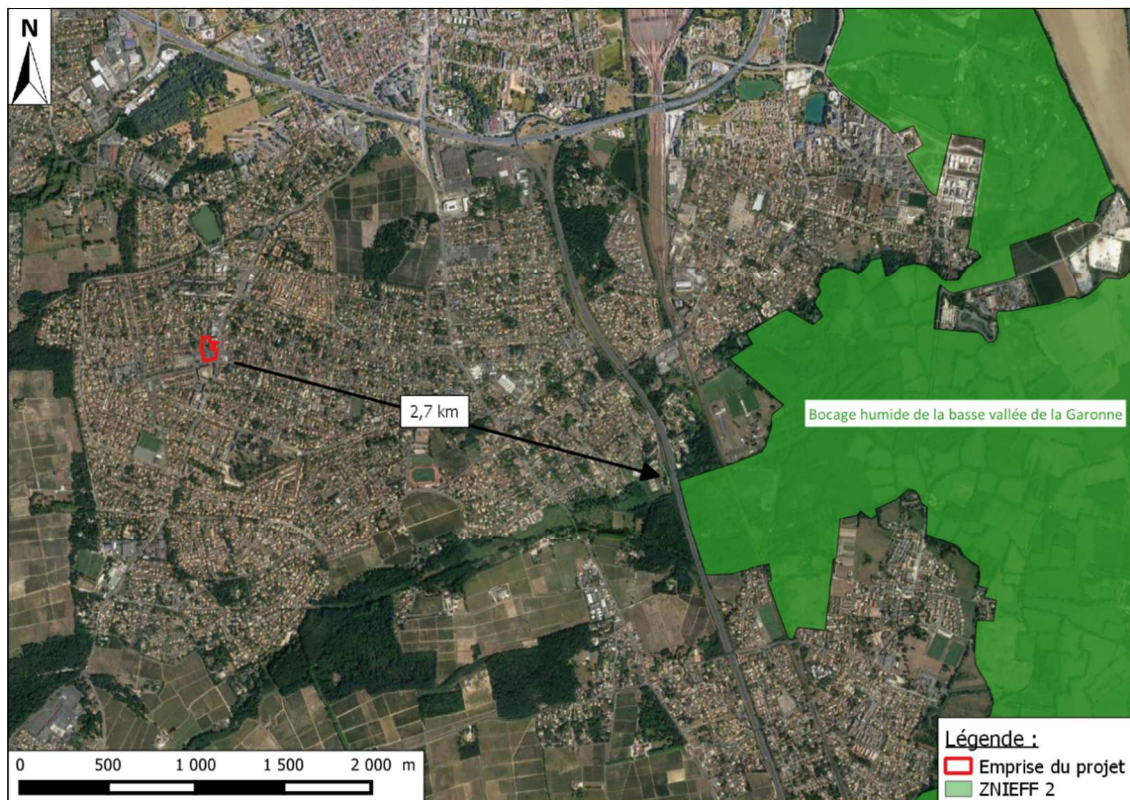 N
2,7 km
Bocage humide de la basse vallée de la Garonne
0 500 1 000 1 500 2 000 m
Légende :
Emprise du projet
ZNIEFF 2